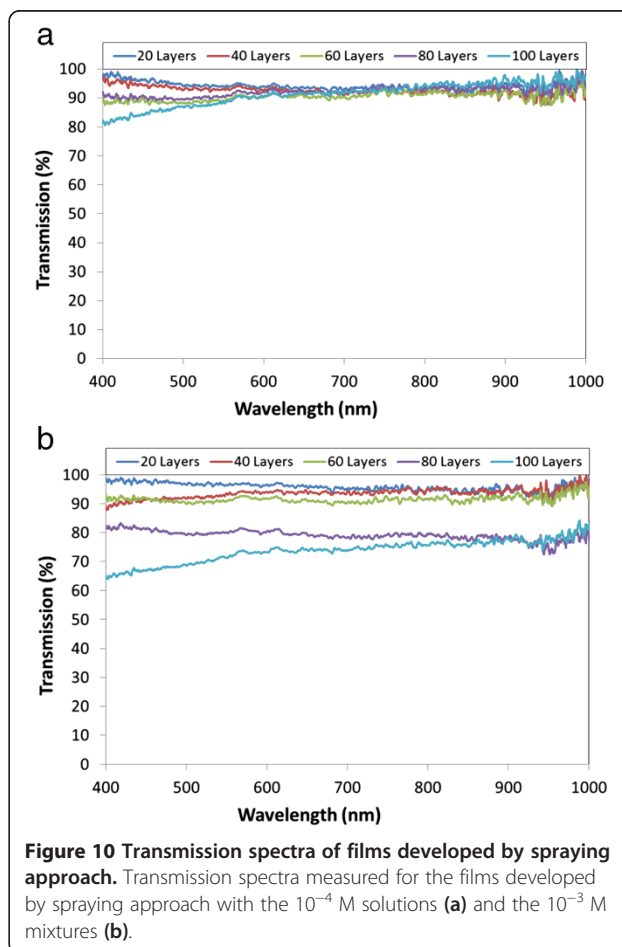 a
20 Layers 40 Layers 60 Layers 80 Layers 100 Layers
100
90
80
70
60
50
40
30
20
10
0
Transmission (%)
400 500 600 700 800 900 1000
Wavelength (nm)
b
20 Layers 40 Layers 60 Layers 80 Layers 100 Layers
100
90
80
70
60
50
40
30
20
10
0
Transmission (%)
400 500 600 700 800 900 1000
Wavelength (nm)
Figure 10 Transmission spectra of films developed by spraying
approach. Transmission spectra measured for the films developed
by spraying approach with the 10⁻⁴ M solutions (a) and the 10⁻³ M
mixtures (b).